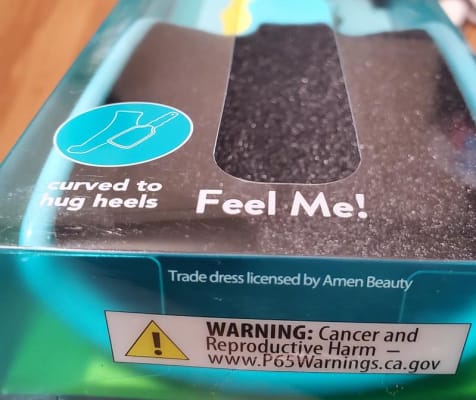 curved to
hug heels
Feel Me!
Trade dress licensed by Amen Beauty
WARNING: Cancer and
Reproductive Harm –
www.P65Warnings.ca.gov